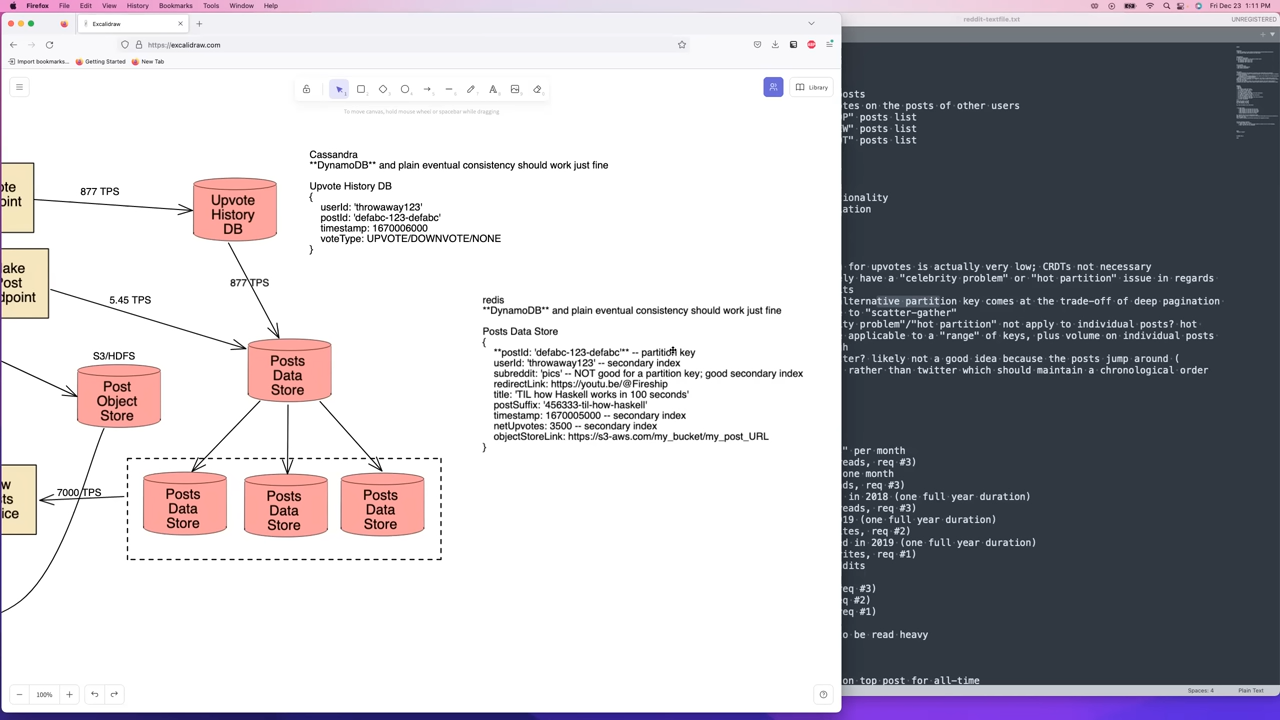 Firefox File Edit View History Bookmarks Tools Window Help
Fri Dec 23 1:11 PM
Excalidraw
reddit-testfile.txt
UNREGISTERED
https://excalidraw.com
Import bookmarks...
Getting Started
New Tab
Library
To move canvas, hold mouse wheel or spacebar while dragging
Cassandra
**DynamoDB** and plain eventual consistency should work just fine
Upvote History DB
{
userId: 'throwaway123'
postId: 'defabc-123-defabc'
timestamp: 1670006000
voteType: UPVOTE/DOWNVOTE/NONE
}
877 TPS
Upvote
History
DB
877 TPS
5.45 TPS
S3/HDFS
Post
Object
Store
Posts
Data
Store
redis
**DynamoDB** and plain eventual consistency should work just fine
Posts Data Store
{
**postId: 'defabc-123-defabc'** -- partition key
userId: 'throwaway123' -- secondary index
subreddit: 'pics' -- NOT good for a partition key; good secondary index
redirectLink: https://youtu.be/@Fireship
title: 'TIL how Haskell works in 100 seconds'
postSuffix: '456333-til-how-haskell'
timestamp: 1670005000 -- secondary index
netUpvotes: 3500 -- secondary index
objectStoreLink: https://s3-aws.com/my_bucket/my_post_URL
}
7000 TPS
Posts
Data
Store
Posts
Data
Store
Posts
Data
Store
100%
osts
tes on the posts of other users
P" posts list
W" posts list
T" posts list
ionality
ation
for upvotes is actually very low; CRDTs not necessary
ly have a "celebrity problem" or "hot partition" issue in regards
ts
lternative partition key comes at the trade-off of deep pagination
to "scatter-gather"
ty problem"/"hot partition" not apply to individual posts? hot
applicable to a "range" of keys, plus volume on individual posts
h
ter? likely not a good idea because the posts jump around (
rather than twitter which should maintain a chronological order
" per month
eads, req #3)
one month
ds, req #3)
in 2018 (one full year duration)
eads, req #3)
019 (one full year duration)
ites, req #2)
ed in 2019 (one full year duration)
rites, req #1)
dits
req #3)
eq #2)
req #1)
o be read heavy
on top post for all-time
Spaces: 4
Plain Text